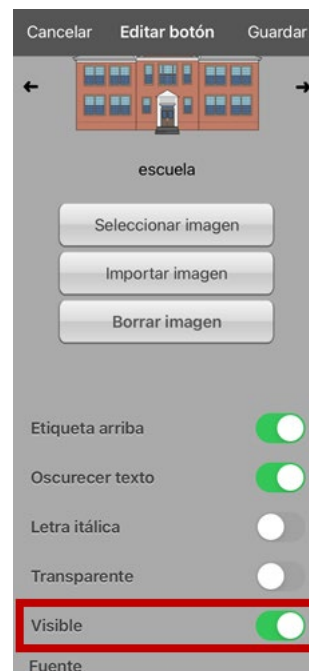 Cancelar Editar botón Guardar
escuela
Seleccionar imagen
Importar imagen
Borrar imagen
Etiqueta arriba
Oscurecer texto
Letra itálica
Transparente
Visible
Fuente